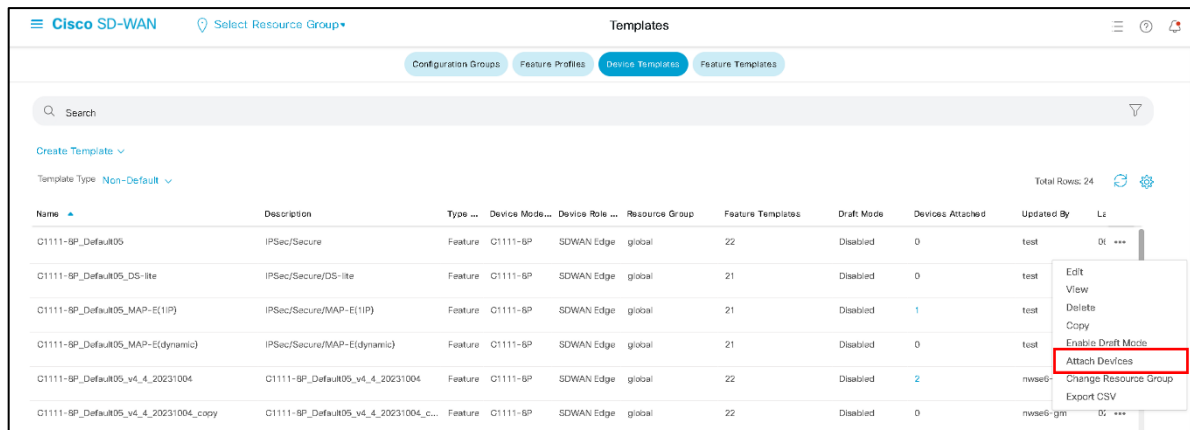 Cisco SD-WAN Select Resource Group Templates
Configuration Groups Feature Profiles Device Templates Feature Templates
Search
Create Template
Template Type Non-Default Total Rows: 24
Name Description Type ... Device Mode... Device Role ... Resource Group Feature Templates Draft Mode Devices Attached Updated By La
C1111-8P_Default05 IPSec/Secure Feature C1111-8P SDWAN Edge global 22 Disabled 0 test 06 •••
C1111-8P_Default05_DS-lite IPSec/Secure/DS-lite Feature C1111-8P SDWAN Edge global 21 Disabled 0 test
C1111-8P_Default05_MAP-E(1IP) IPSec/Secure/MAP-E(1IP) Feature C1111-8P SDWAN Edge global 21 Disabled 1 test
C1111-8P_Default05_MAP-E(dynamic) IPSec/Secure/MAP-E(dynamic) Feature C1111-8P SDWAN Edge global 21 Disabled 0 test
C1111-8P_Default05_v4_4_20231004 C1111-8P_Default05_v4_4_20231004 Feature C1111-8P SDWAN Edge global 22 Disabled 2 nwse6-
C1111-8P_Default05_v4_4_20231004_copy C1111-8P_Default05_v4_4_20231004_c... Feature C1111-8P SDWAN Edge global 22 Disabled 0 nwse6-gm 02 •••
Edit
View
Delete
Copy
Enable Draft Mode
Attach Devices
Change Resource Group
Export CSV